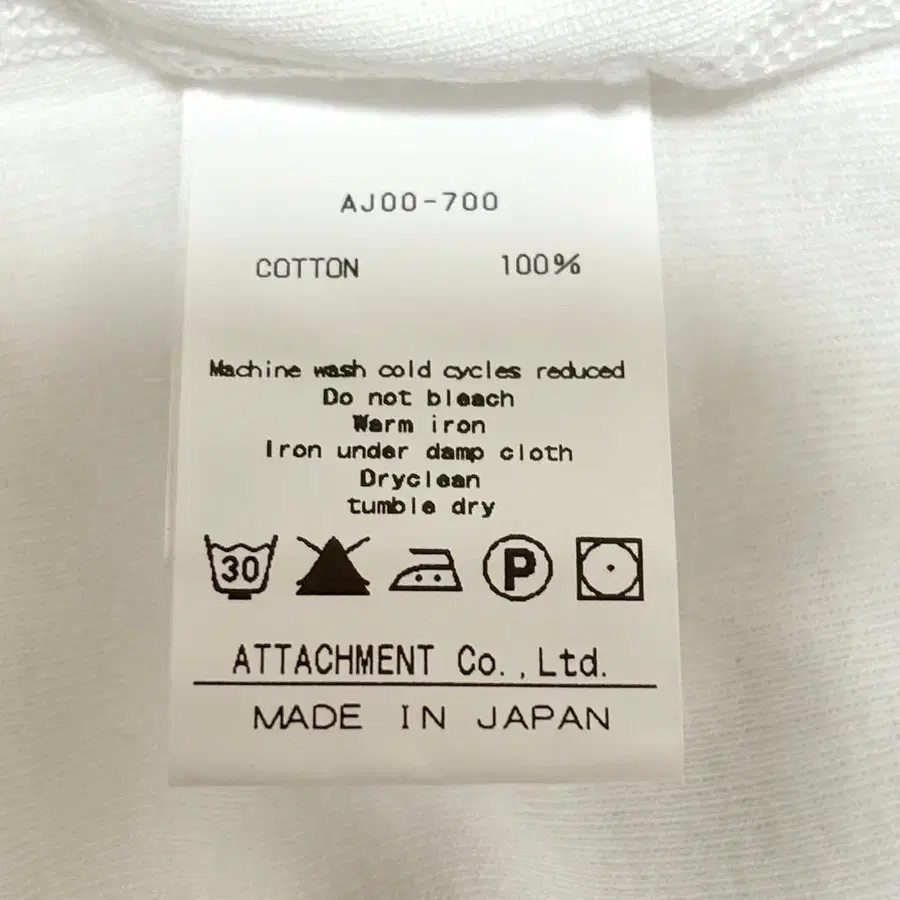 AJ00-700
COTTON 100%
Machine wash cold cycles reduced
Do not bleach
Warm iron
Iron under damp cloth
Dryclean
tumble dry
30 P
ATTACHMENT Co.,Ltd.
MADE IN JAPAN